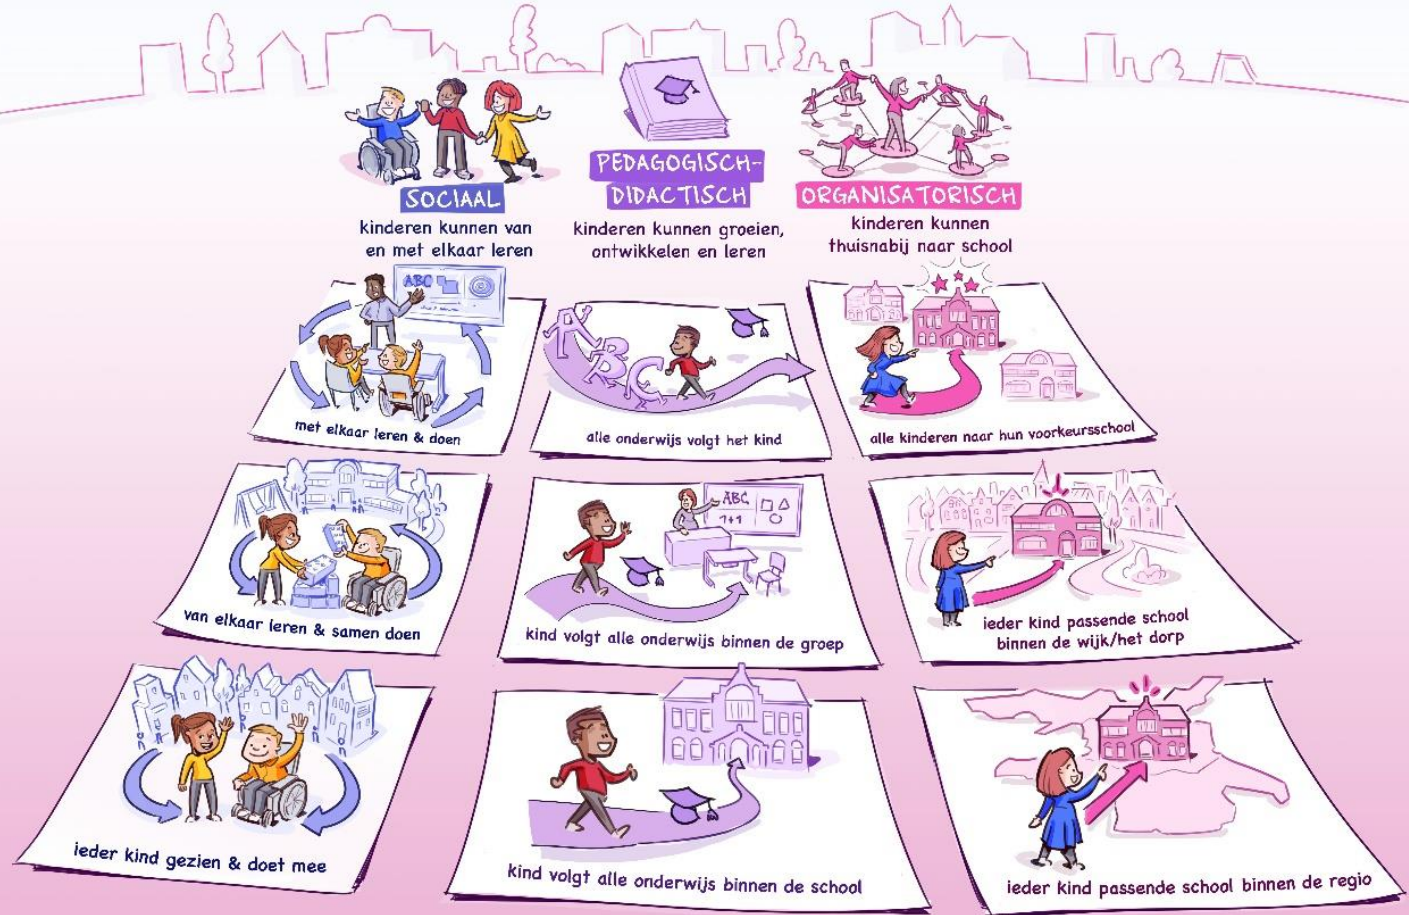 SOCIAAL
kinderen kunnen van
en met elkaar leren
PEDAGOGISCH-
DIDACTISCH
kinderen kunnen groeien,
ontwikkelen en leren
ORGANISATORISCH
kinderen kunnen
thuisnabij naar school
ABC
met elkaar leren & doen
ABC
alle onderwijs volgt het kind
alle kinderen naar hun voorkeursschool
van elkaar leren & samen doen
ABC
1+1
kind volgt alle onderwijs binnen de groep
ieder kind passende school
binnen de wijk/het dorp
ieder kind gezien & doet mee
kind volgt alle onderwijs binnen de school
ieder kind passende school binnen de regio